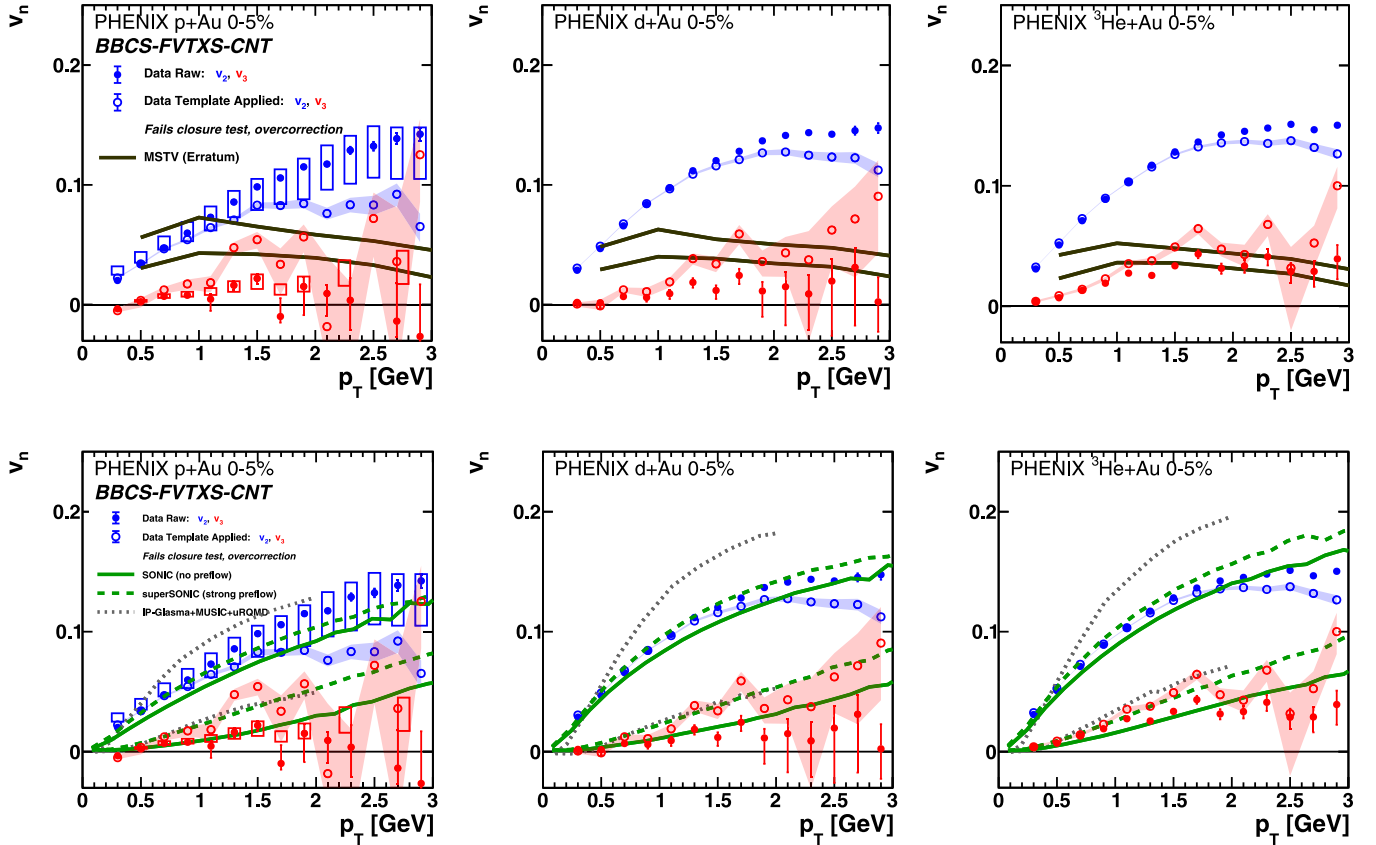 v_n
PHENIX p+Au 0-5%
BBCS-FVTXS-CNT
Data Raw: v_2, v_3
Data Template Applied: v_2, v_3
Fails closure test, overcorrection
MSTV (Erratum)
0.2
0.1
0
0 0.5 1 1.5 2 2.5 3
p_T [GeV]
v_n
PHENIX d+Au 0-5%
0.2
0.1
0
0 0.5 1 1.5 2 2.5 3
p_T [GeV]
v_n
PHENIX ³He+Au 0-5%
0.2
0.1
0
0 0.5 1 1.5 2 2.5 3
p_T [GeV]
v_n
PHENIX p+Au 0-5%
BBCS-FVTXS-CNT
Data Raw: v_2, v_3
Data Template Applied: v_2, v_3
Fails closure test, overcorrection
SONIC (no preflow)
superSONIC (strong preflow)
IP-Glasma+MUSIC+uRQMD
0.2
0.1
0
0 0.5 1 1.5 2 2.5 3
p_T [GeV]
v_n
PHENIX d+Au 0-5%
0.2
0.1
0
0 0.5 1 1.5 2 2.5 3
p_T [GeV]
v_n
PHENIX ³He+Au 0-5%
0.2
0.1
0
0 0.5 1 1.5 2 2.5 3
p_T [GeV]